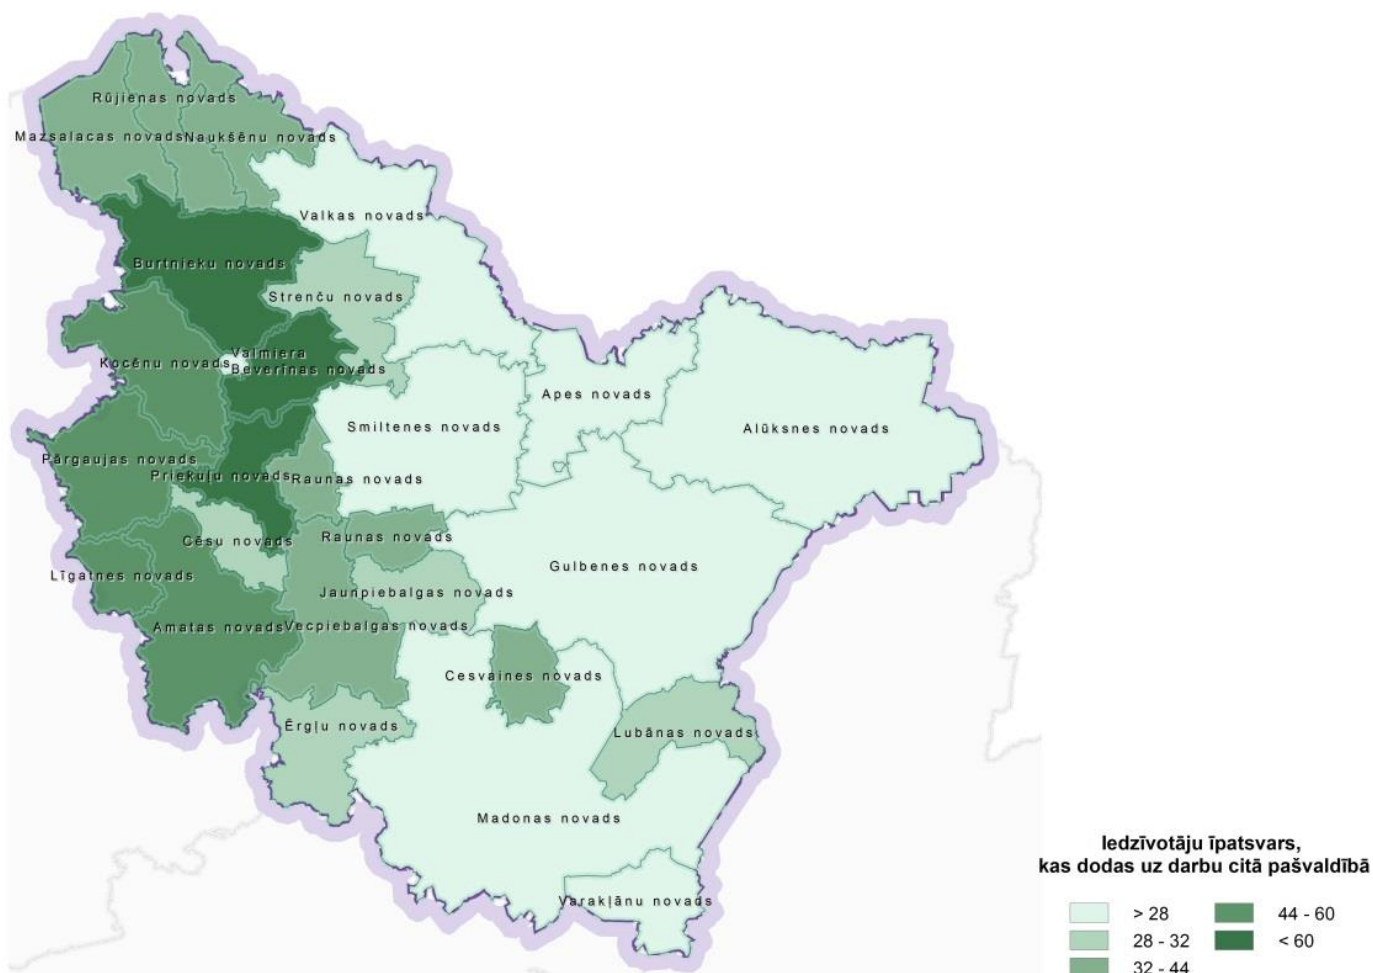 Rūjienas novads
Mazsalacas novads
Naukšēnu novads
Valkas novads
Burtnieku novads
Strenču novads
Valmiera
Kocēnu novads
Beverīnas novads
Apes novads
Smiltenes novads
Alūksnes novads
Pārgaujas novads
Priekuļu novads
Raunas novads
Cēsu novads
Raunas novads
Gulbenes novads
Līgatnes novads
Jaunpiebalgas novads
Amatas novads
Vecpiebalgas novads
Cesvaines novads
Ērgļu novads
Lubānas novads
Madonas novads
Varakļānu novads
Iedzīvotāju īpatsvars,
kas dodas uz darbu citā pašvaldībā
> 28
44 - 60
28 - 32
< 60
32 - 44